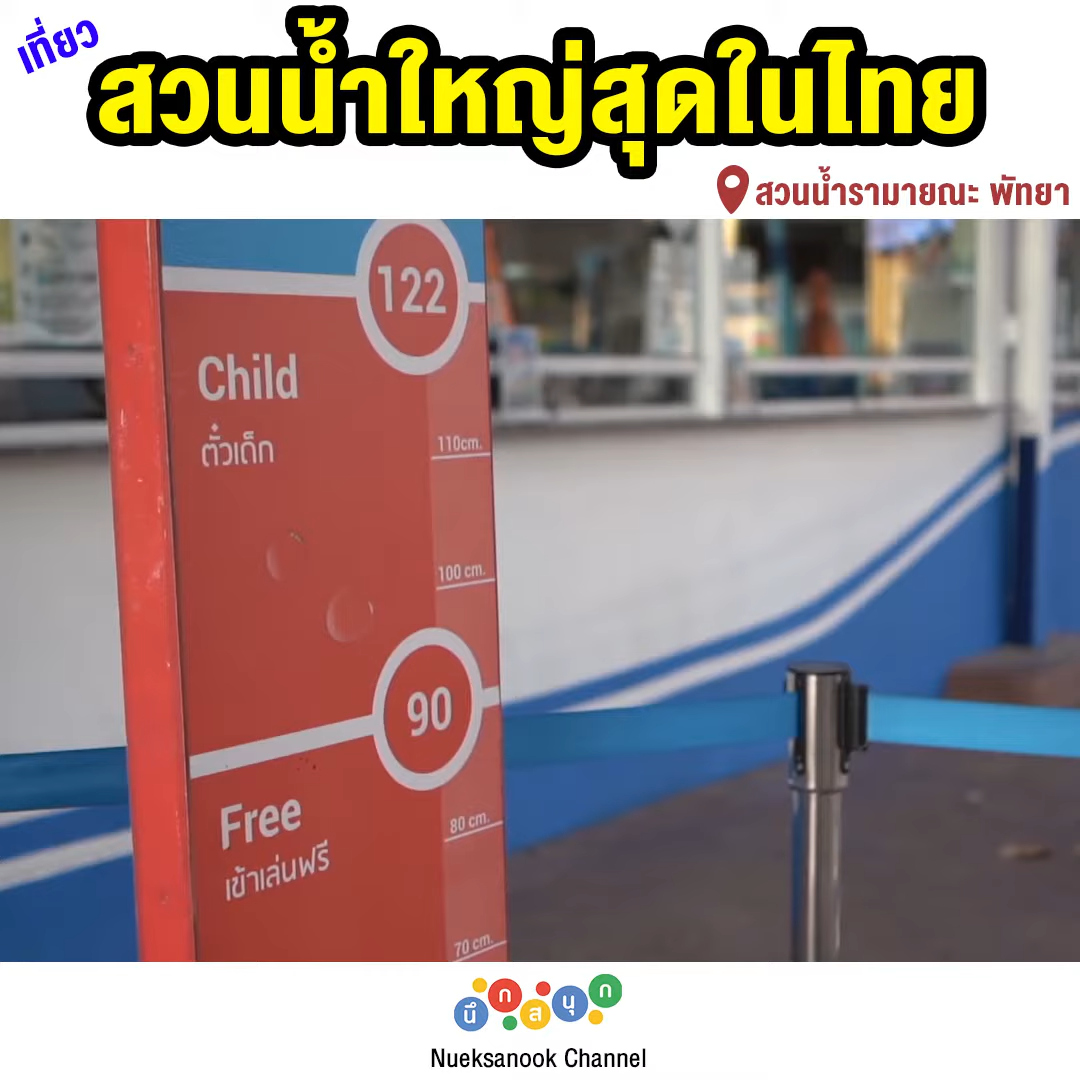 เที่ยว
สวนน้ำใหญ่สุดในไทย
สวนน้ำรามายณะ พัทยา
122
Child
ตั๋วเด็ก
110cm.
100 cm.
90
Free
เข้าเล่นฟรี
80 cm.
70 cm.
นึกสนุก
Nueksanook Channel